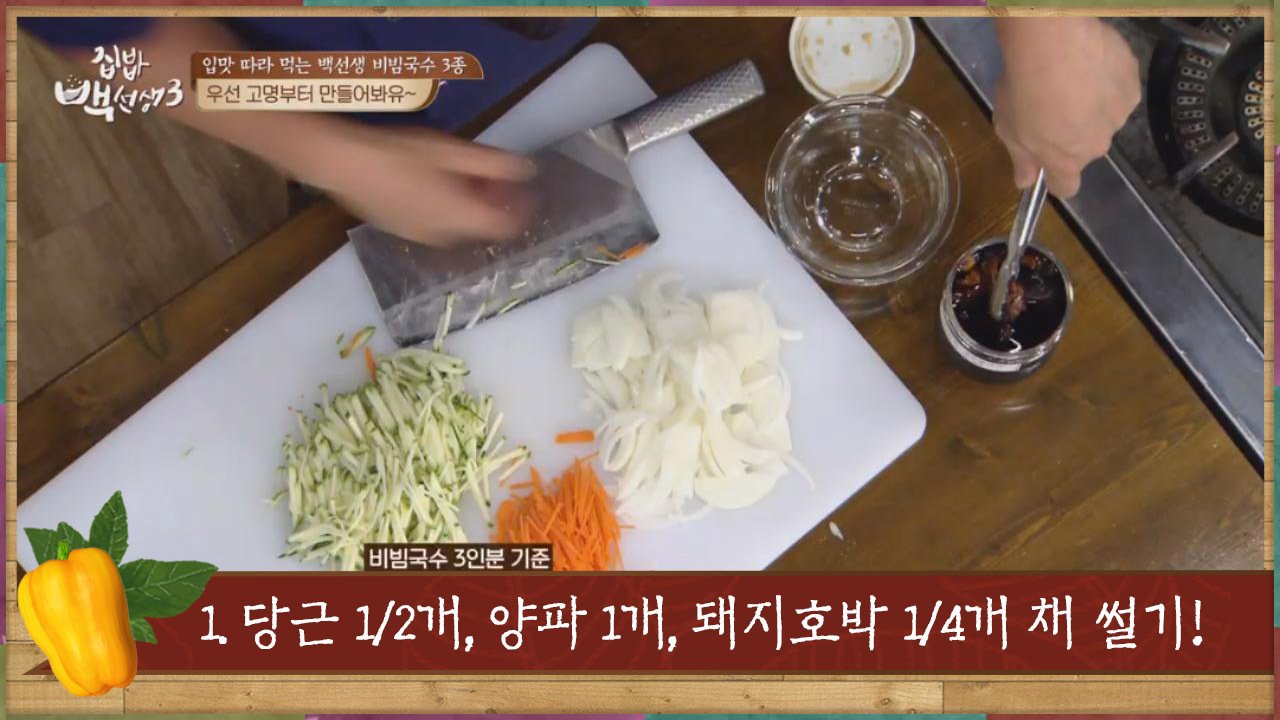 집밥
백선생3
입맛 따라 먹는 백선생 비빔국수 3종
우선 고명부터 만들어봐유~
비빔국수 3인분 기준
1. 당근 1/2개, 양파 1개, 돼지호박 1/4개 채 썰기!